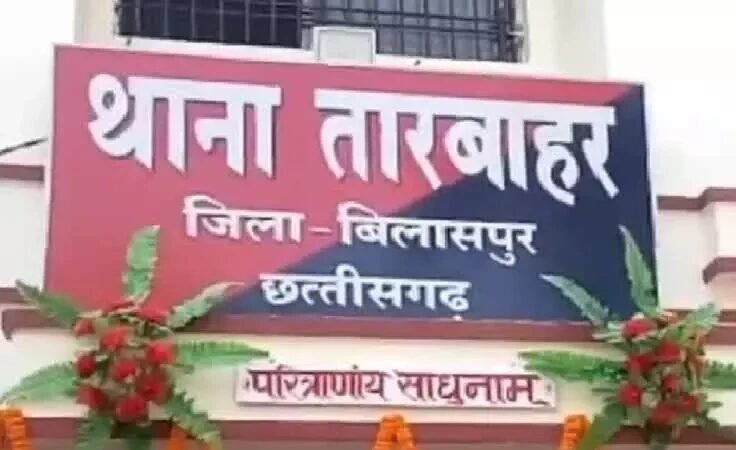 थाना तारबाहर
जिला - बिलासपुर
छत्तीसगढ़
परित्राणाय साधुनाम